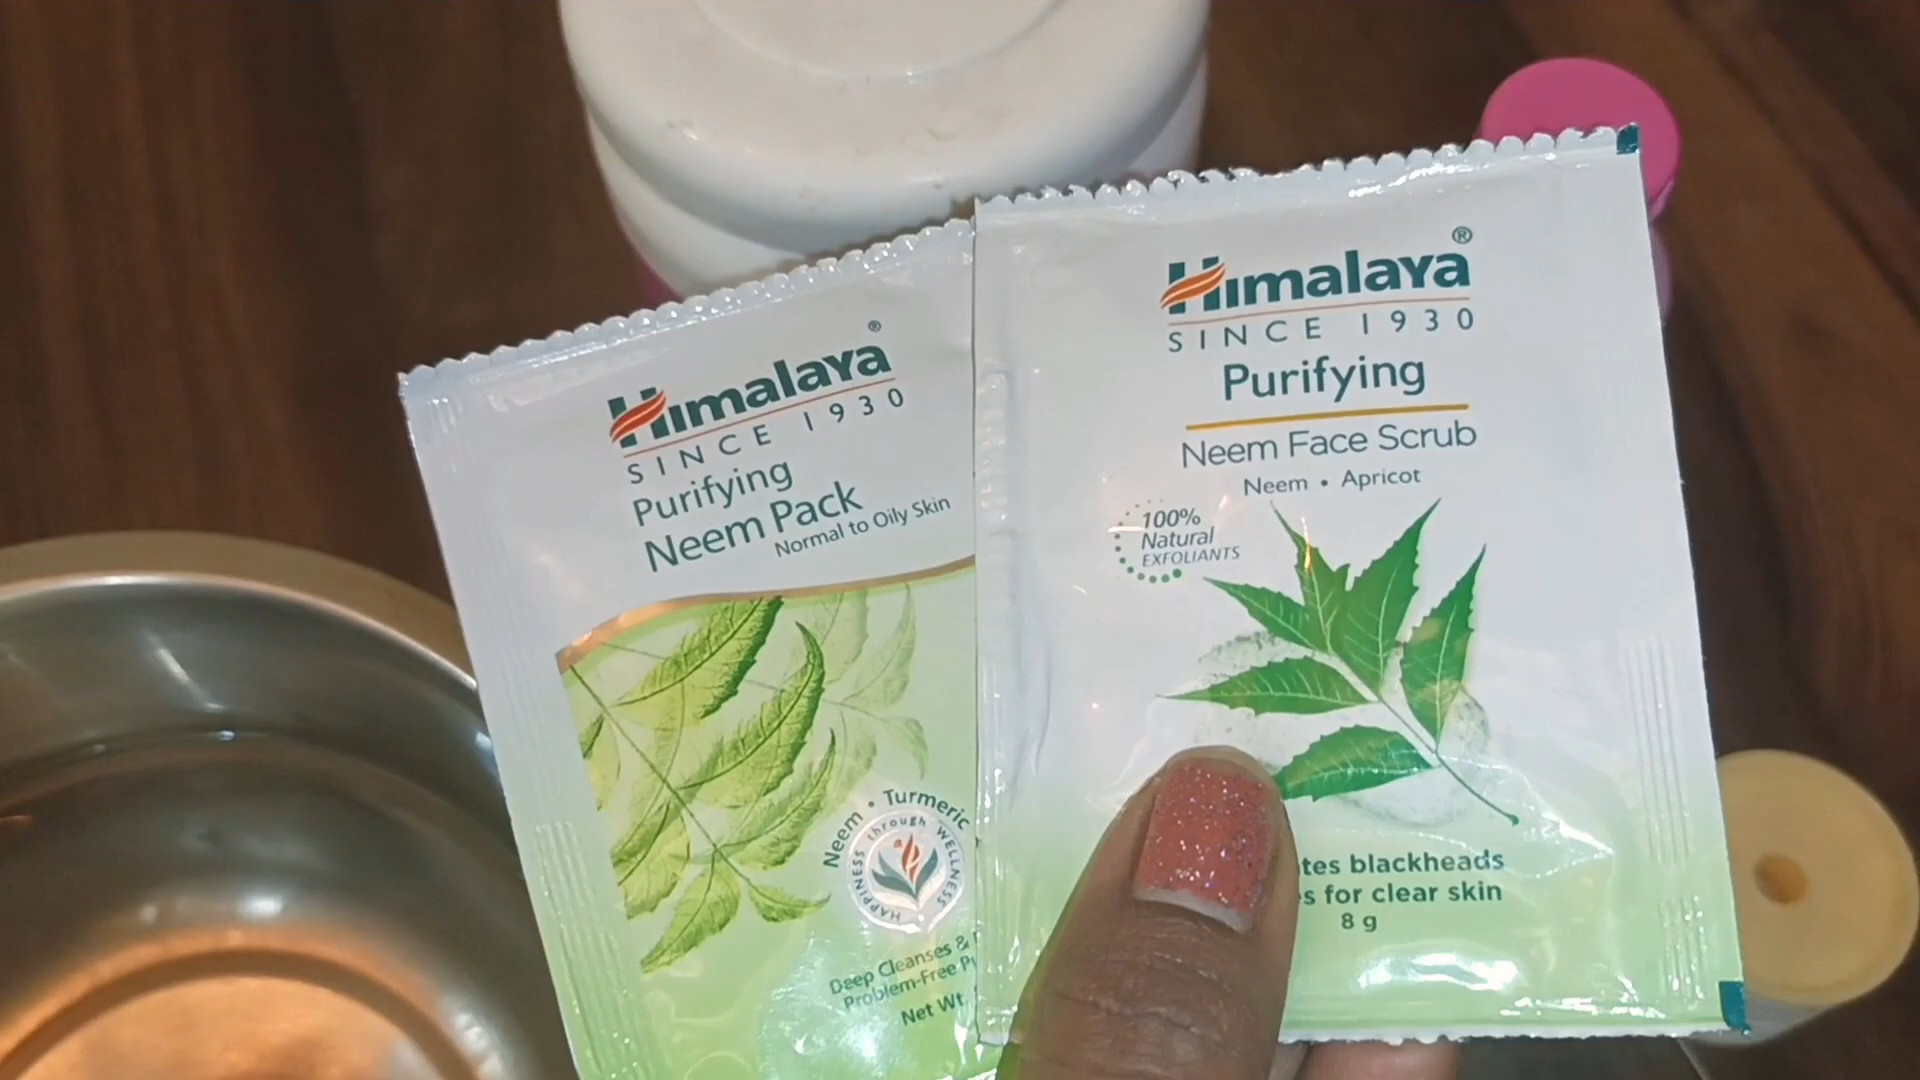 Himalaya®
SINCE 1930
Purifying
Neem Pack
Normal to Oily Skin
Neem • Turmeric
HAPPINESS through WELLNESS
Deep Cleanses &
Problem-Free
Net Wt.
Himalaya®
SINCE 1930
Purifying
Neem Face Scrub
Neem • Apricot
100%
Natural
EXFOLIANTS
blackheads
for clear skin
8 g